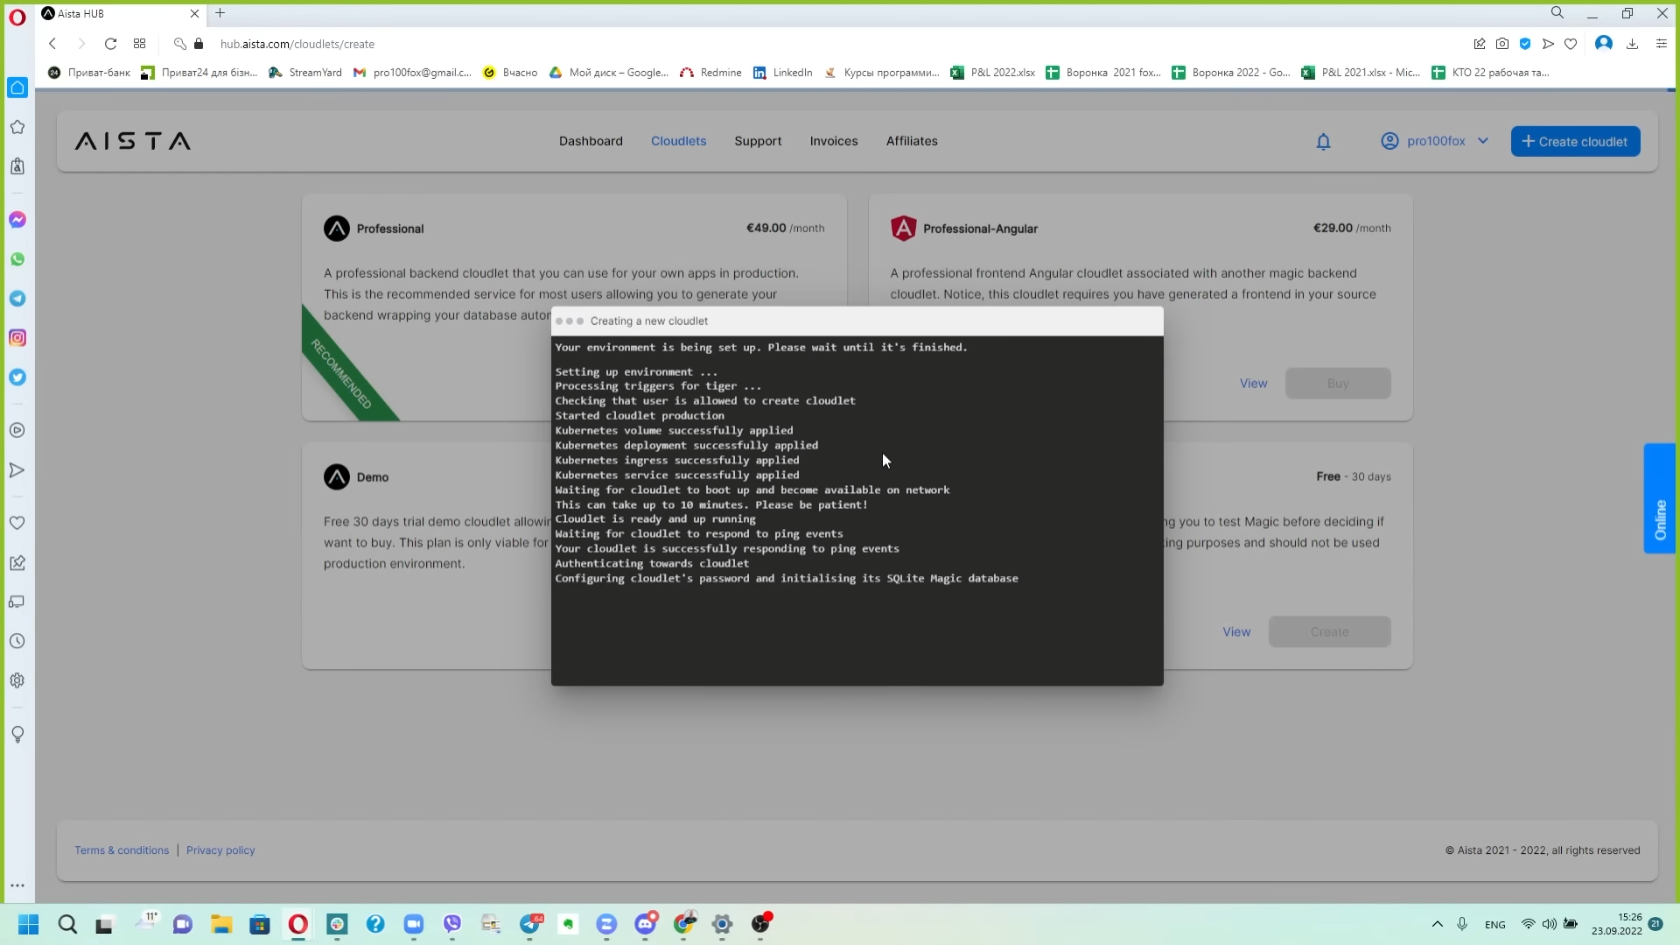 Aista HUB
hub.aista.com/cloudlets/create
24 Приват-банк Приват24 для бізн... StreamYard pro100fox@gmail.c... Вчасно Мой диск – Google... Redmine LinkedIn Курсы программи... P&L 2022.xlsx Воронка 2021 fox... Воронка 2022 - Go... P&L 2021.xlsx - Mic... КТО 22 рабочая та...
AISTA Dashboard Cloudlets Support Invoices Affiliates pro100fox + Create cloudlet
Professional €49.00 /month
A professional backend cloudlet that you can use for your own apps in production.
This is the recommended service for most users allowing you to generate your
backend wrapping your database auton
RECOMMENDED
Professional-Angular €29.00 /month
A professional frontend Angular cloudlet associated with another magic backend
cloudlet. Notice, this cloudlet requires you have generated a frontend in your source
View Buy
Creating a new cloudlet
Your environment is being set up. Please wait until it's finished.
Setting up environment ...
Processing triggers for tiger ...
Checking that user is allowed to create cloudlet
Started cloudlet production
Kubernetes volume successfully applied
Kubernetes deployment successfully applied
Kubernetes ingress successfully applied
Kubernetes service successfully applied
Waiting for cloudlet to boot up and become available on network
This can take up to 10 minutes. Please be patient!
Cloudlet is ready and up running
Waiting for cloudlet to respond to ping events
Your cloudlet is successfully responding to ping events
Authenticating towards cloudlet
Configuring cloudlet's password and initialising its SQLite Magic database
Demo
Free 30 days trial demo cloudlet allowin
want to buy. This plan is only viable for
production environment.
Free - 30 days
ng you to test Magic before deciding if
ting purposes and should not be used
View Create
Online
Terms & conditions | Privacy policy
© Aista 2021 - 2022, all rights reserved
11°
84
ENG
15:26
23.09.2022
21